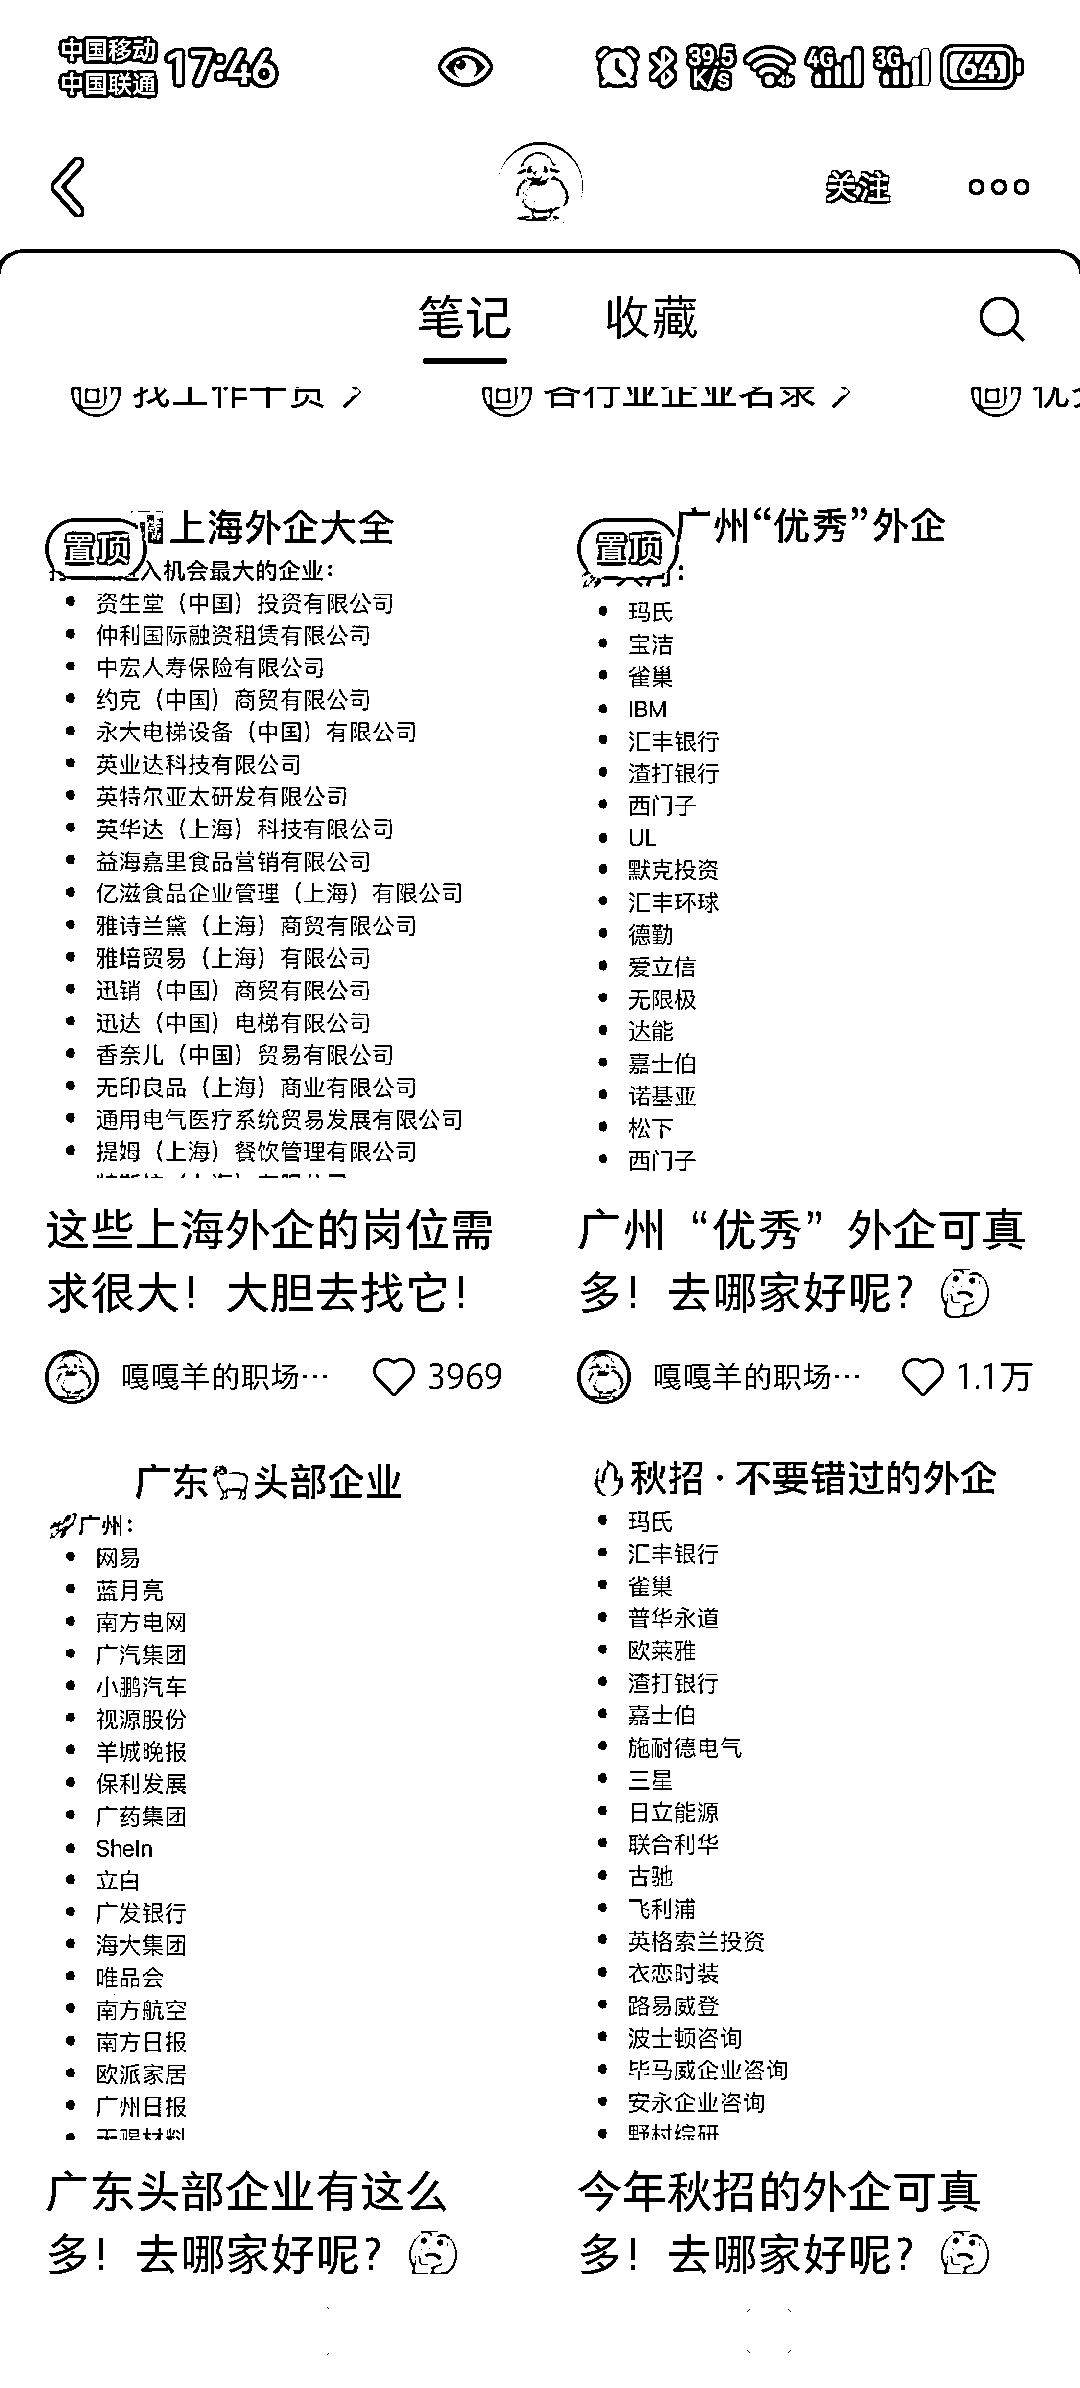 中国移动
中国联通
17:46
39.5
K/s
4G
3G
64
关注
笔记
收藏
找工作干货
各行业企业名录
置顶
上海外企大全
入机会最大的企业：
资生堂（中国）投资有限公司
仲利国际融资租赁有限公司
中宏人寿保险有限公司
约克（中国）商贸有限公司
永大电梯设备（中国）有限公司
英业达科技有限公司
英特尔亚太研发有限公司
英华达（上海）科技有限公司
益海嘉里食品营销有限公司
亿滋食品企业管理（上海）有限公司
雅诗兰黛（上海）商贸有限公司
雅培贸易（上海）有限公司
迅销（中国）商贸有限公司
迅达（中国）电梯有限公司
香奈儿（中国）贸易有限公司
无印良品（上海）商业有限公司
通用电气医疗系统贸易发展有限公司
提姆（上海）餐饮管理有限公司
这些上海外企的岗位需
求很大！大胆去找它！
嘎嘎羊的职场…
3969
置顶
广州“优秀”外企
玛氏
宝洁
雀巢
IBM
汇丰银行
渣打银行
西门子
UL
默克投资
汇丰环球
德勤
爱立信
无限极
达能
嘉士伯
诺基亚
松下
西门子
广州“优秀”外企可真
多！去哪家好呢？🤔
嘎嘎羊的职场…
1.1万
广东🐑头部企业
🚀广州：
网易
蓝月亮
南方电网
广汽集团
小鹏汽车
视源股份
羊城晚报
保利发展
广药集团
SheIn
立白
广发银行
海大集团
唯品会
南方航空
南方日报
欧派家居
广州日报
天赐材料
广东头部企业有这么
多！去哪家好呢？🤔
🔥秋招·不要错过的外企
玛氏
汇丰银行
雀巢
普华永道
欧莱雅
渣打银行
嘉士伯
施耐德电气
三星
日立能源
联合利华
古驰
飞利浦
英格索兰投资
衣恋时装
路易威登
波士顿咨询
毕马威企业咨询
安永企业咨询
野村综研
今年秋招的外企可真
多！去哪家好呢？🤔